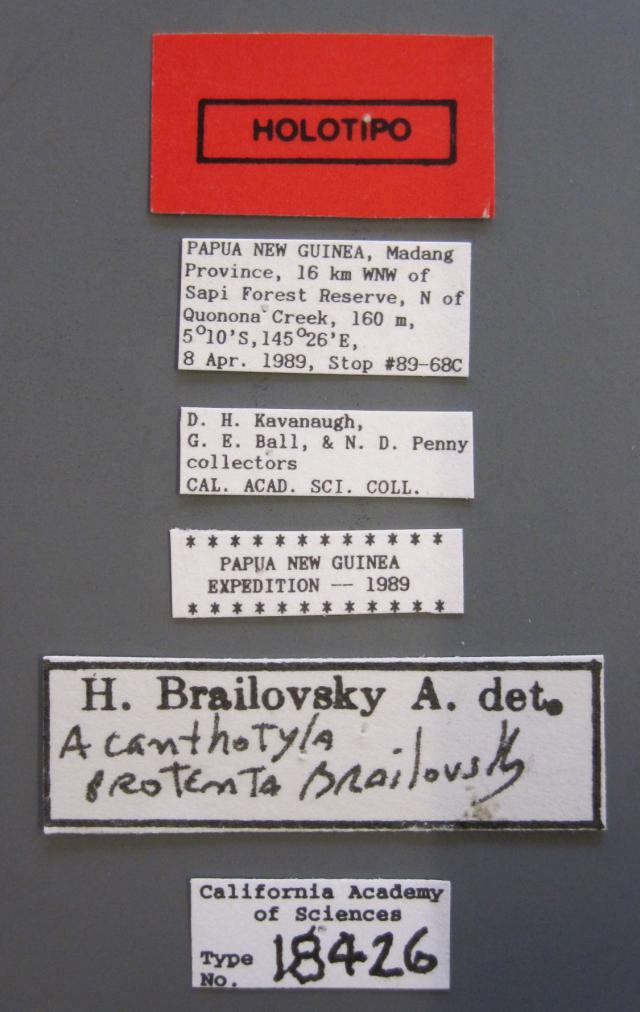 HOLOTIPO
PAPUA NEW GUINEA, Madang
Province, 16 km WNW of
Sapi Forest Reserve, N of
Quonona Creek, 160 m,
5°10'S,145°26'E,
8 Apr. 1989, Stop #89-68C
D. H. Kavanaugh,
G. E. Ball, & N. D. Penny
collectors
CAL. ACAD. SCI. COLL.
* * * * * * * * * * * *
PAPUA NEW GUINEA
EXPEDITION -- 1989
* * * * * * * * * * * *
H. Brailovsky A. det.
Acanthotyla
protenta Brailovsky
California Academy
of Sciences
Type 18426
No.